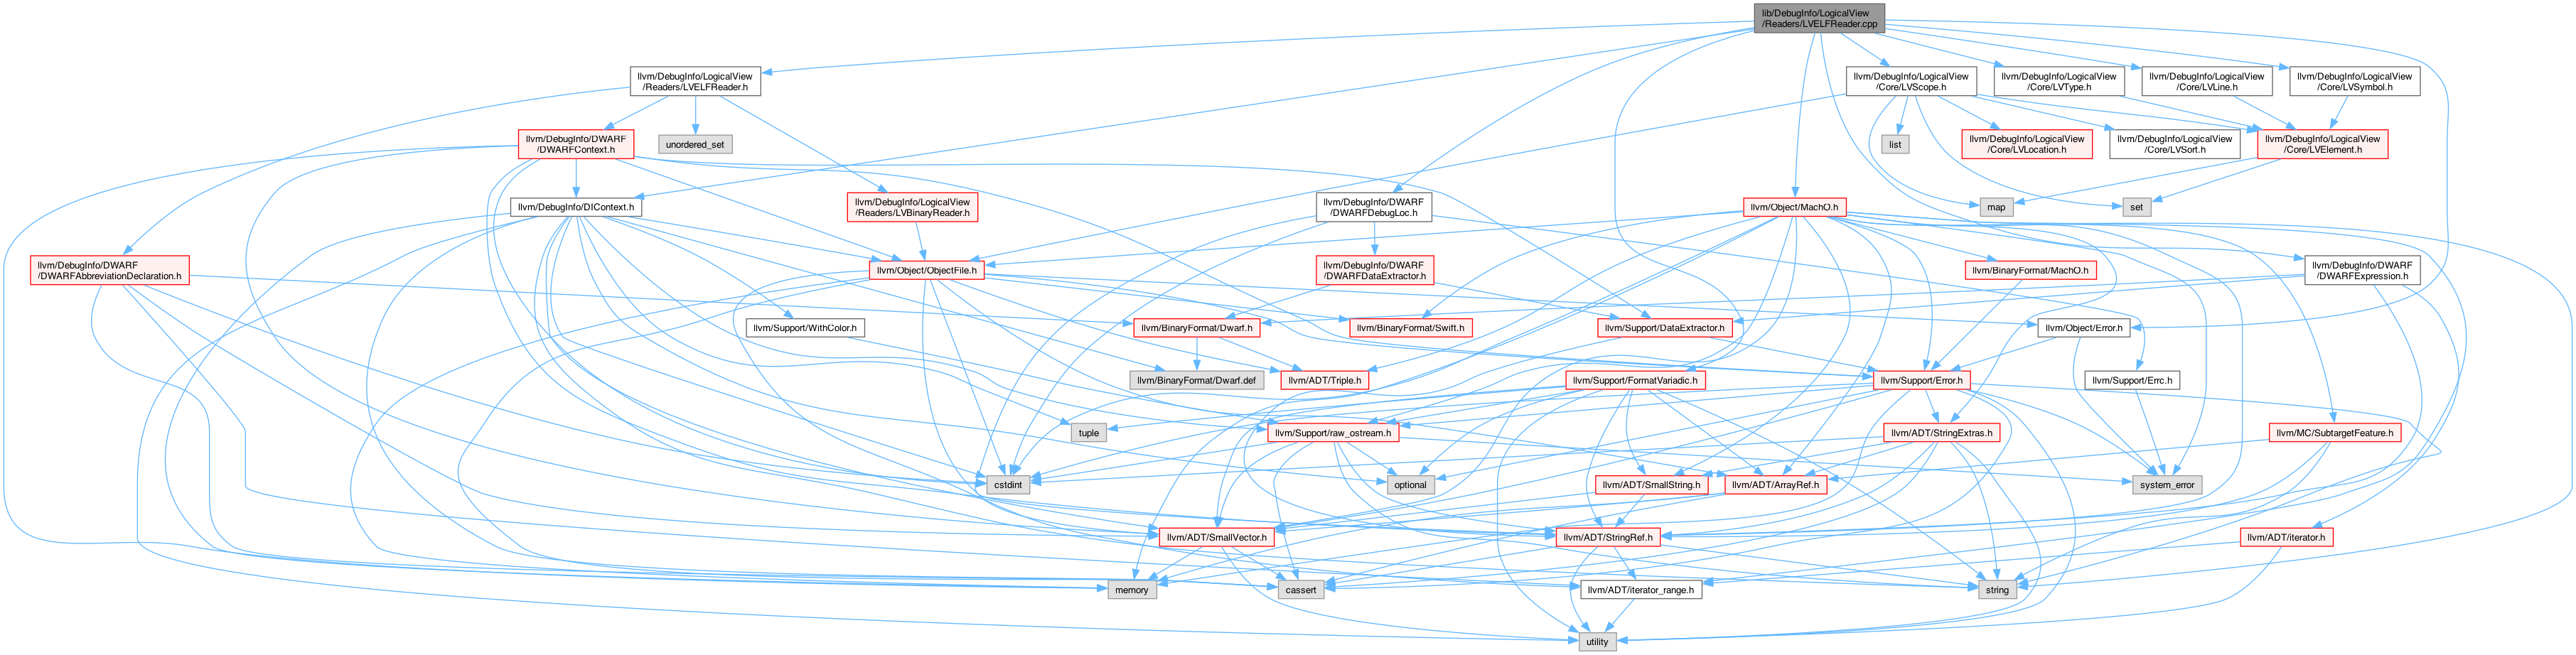 lib/DebugInfo/LogicalView
/Readers/LVELFReader.cpp
llvm/DebugInfo/LogicalView
/Readers/LVELFReader.h
llvm/DebugInfo/LogicalView
/Core/LVScope.h
llvm/DebugInfo/LogicalView
/Core/LVType.h
llvm/DebugInfo/LogicalView
/Core/LVLine.h
llvm/DebugInfo/LogicalView
/Core/LVSymbol.h
llvm/DebugInfo/DWARF
/DWARFContext.h
unordered_set
list
llvm/DebugInfo/LogicalView
/Core/LVLocation.h
llvm/DebugInfo/LogicalView
/Core/LVSort.h
llvm/DebugInfo/LogicalView
/Core/LVElement.h
llvm/DebugInfo/DIContext.h
llvm/DebugInfo/LogicalView
/Readers/LVBinaryReader.h
llvm/DebugInfo/DWARF
/DWARFDebugLoc.h
llvm/Object/MachO.h
map
set
llvm/DebugInfo/DWARF
/DWARFAbbreviationDeclaration.h
llvm/Object/ObjectFile.h
llvm/DebugInfo/DWARF
/DWARFDataExtractor.h
llvm/BinaryFormat/MachO.h
llvm/DebugInfo/DWARF
/DWARFExpression.h
llvm/Support/WithColor.h
llvm/BinaryFormat/Dwarf.h
llvm/BinaryFormat/Swift.h
llvm/Support/DataExtractor.h
llvm/Object/Error.h
llvm/BinaryFormat/Dwarf.def
llvm/ADT/Triple.h
llvm/Support/FormatVariadic.h
llvm/Support/Error.h
llvm/Support/Errc.h
tuple
llvm/Support/raw_ostream.h
llvm/ADT/StringExtras.h
llvm/MC/SubtargetFeature.h
cstdint
optional
llvm/ADT/SmallString.h
llvm/ADT/ArrayRef.h
system_error
llvm/ADT/SmallVector.h
llvm/ADT/StringRef.h
llvm/ADT/iterator.h
memory
cassert
llvm/ADT/iterator_range.h
string
utility